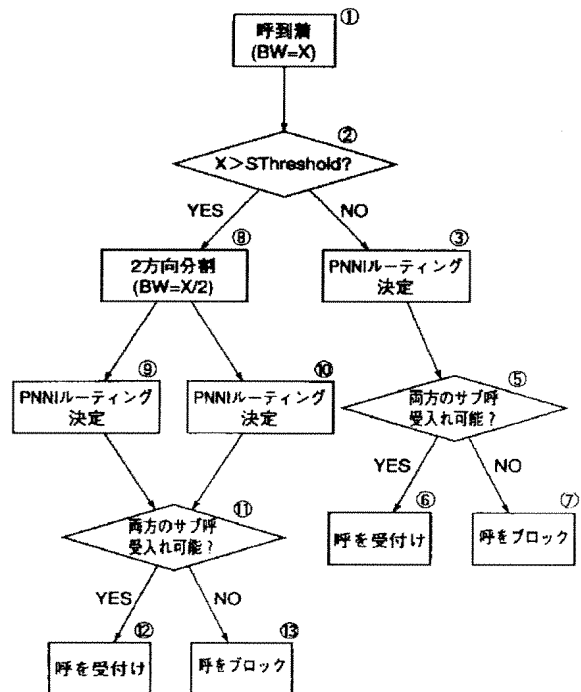 ①
呼到着
(BW=X)
②
X>SThreshold?
YES
NO
⑧
2方向分割
(BW=X/2)
③
PNNIルーティング
決定
⑨
PNNIルーティング
決定
⑩
PNNIルーティング
決定
⑤
両方のサブ呼
受入れ可能?
YES
NO
⑥
呼を受付け
⑦
呼をブロック
⑪
両方のサブ呼
受入れ可能?
YES
NO
⑫
呼を受付け
⑬
呼をブロック